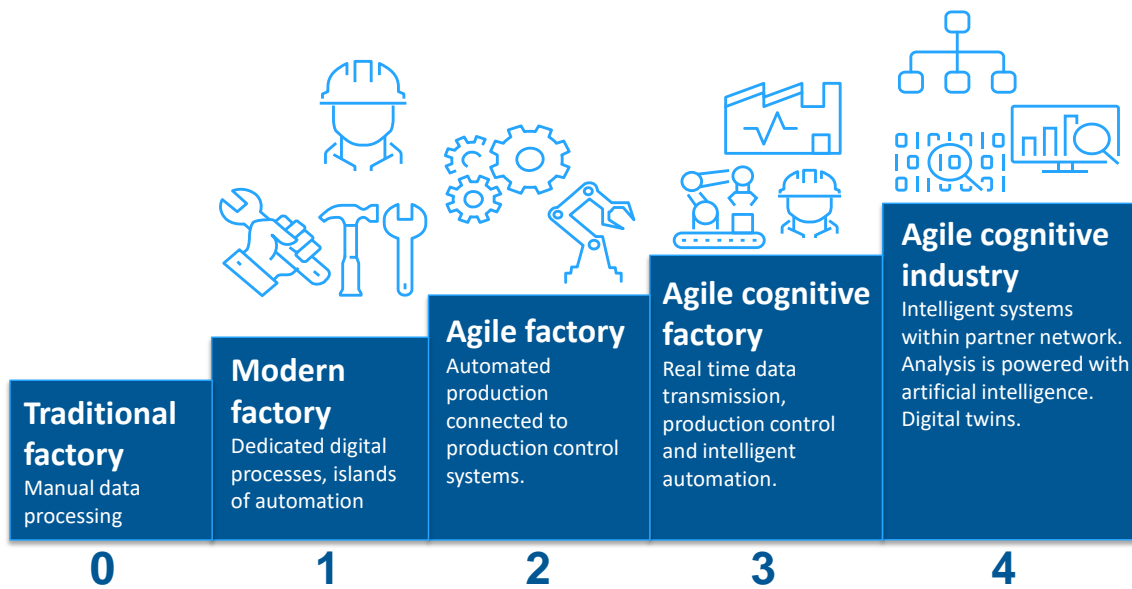 Traditional
factory
Manual data
processing
0
Modern
factory
Dedicated digital
processes, islands
of automation
1
Agile factory
Automated
production
connected to
production control
systems.
2
Agile cognitive
factory
Real time data
transmission,
production control
and intelligent
automation.
3
Agile cognitive
industry
Intelligent systems
within partner network.
Analysis is powered with
artificial intelligence.
Digital twins.
4